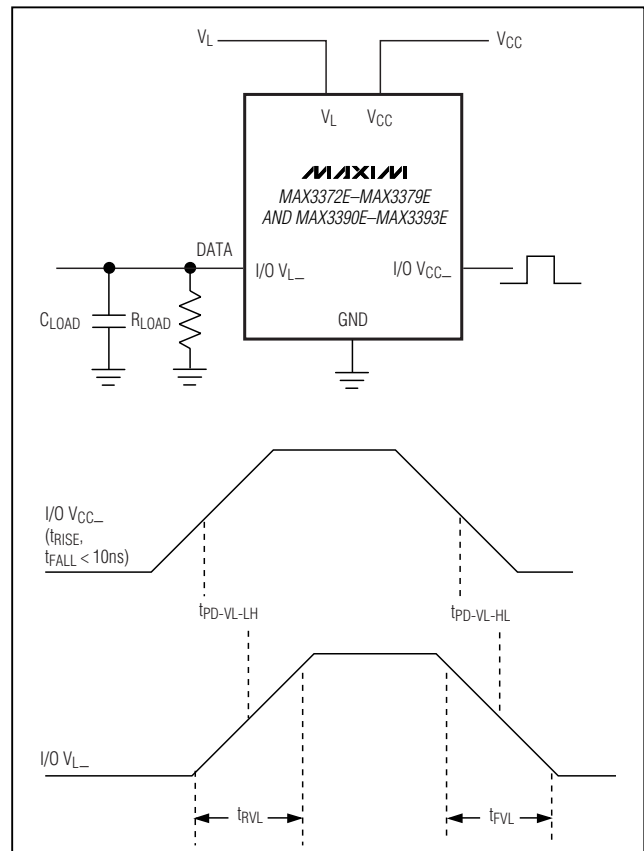 VL
VCC
VL VCC
MAXIM
MAX3372E–MAX3379E
AND MAX3390E–MAX3393E
DATA
I/O VL_
I/O VCC_
CLOAD
RLOAD
GND
I/O VCC_
(tRISE,
tFALL < 10ns)
tPD-VL-LH
tPD-VL-HL
I/O VL_
tRVL
tFVL